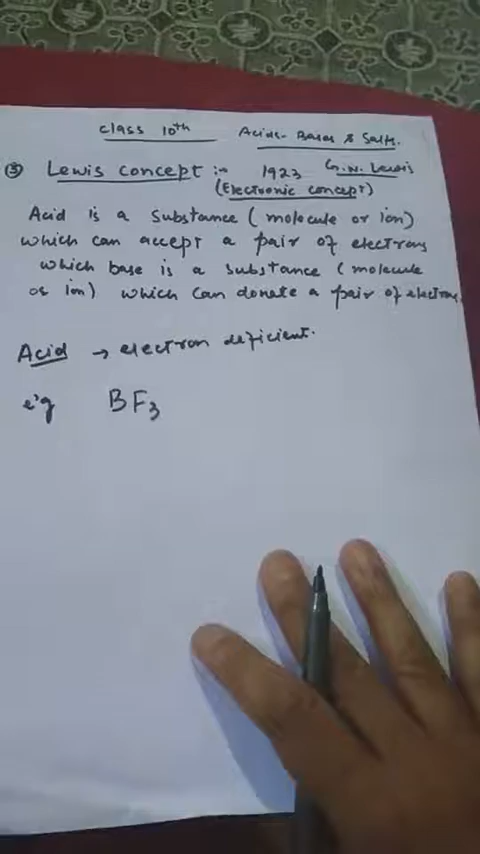 Class 10th Acids- Bases & Salts.
③ Lewis concept :- 1923 G.N. Lewis
(Electronic concept)
Acid is a substance (molecule or ion)
which can accept a pair of electrons
which base is a substance (molecule
or ion) which can donate a pair of electrons
Acid → electron deficient.
e'g BF3